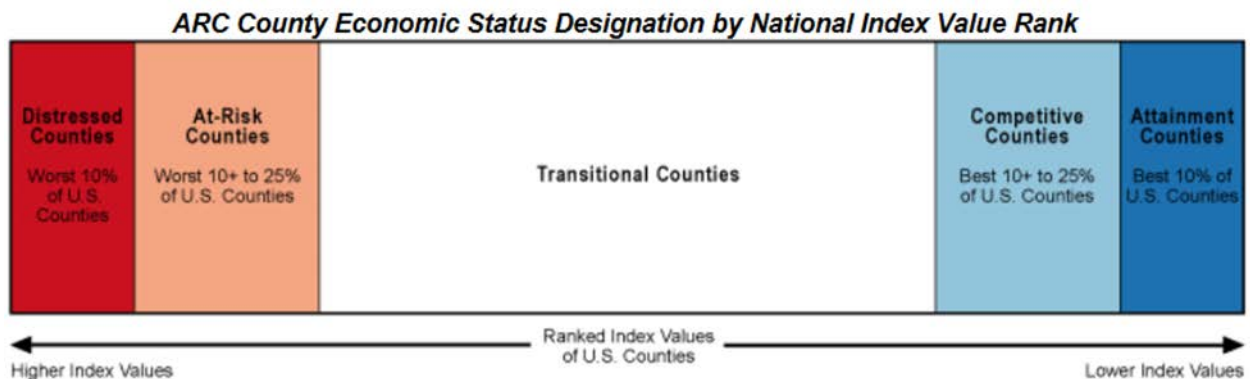 ARC County Economic Status Designation by National Index Value Rank
Distressed
Counties
Worst 10%
of U.S.
Counties
At-Risk
Counties
Worst 10+ to 25%
of U.S. Counties
Transitional Counties
Competitive
Counties
Best 10+ to 25%
of U.S. Counties
Attainment
Counties
Best 10% of
U.S. Counties
Ranked Index Values
of U.S. Counties
Higher Index Values
Lower Index Values